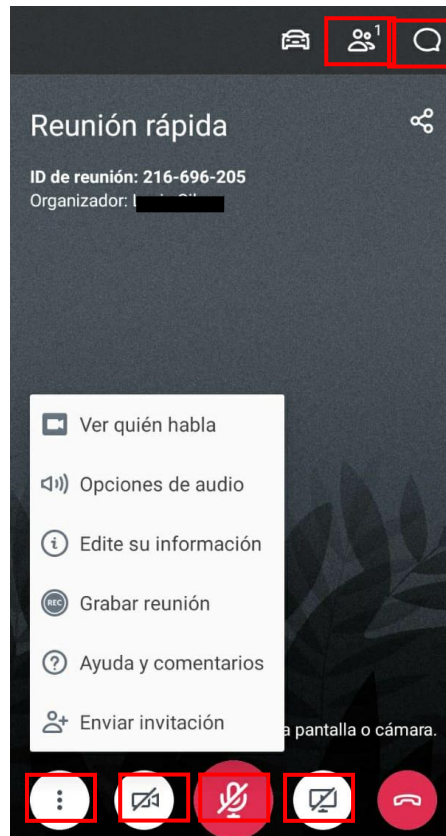 1
Reunión rápida
ID de reunión: 216-696-205
Organizador:
Ver quién habla
Opciones de audio
Edite su información
REC Grabar reunión
Ayuda y comentarios
Enviar invitación
a pantalla o cámara.